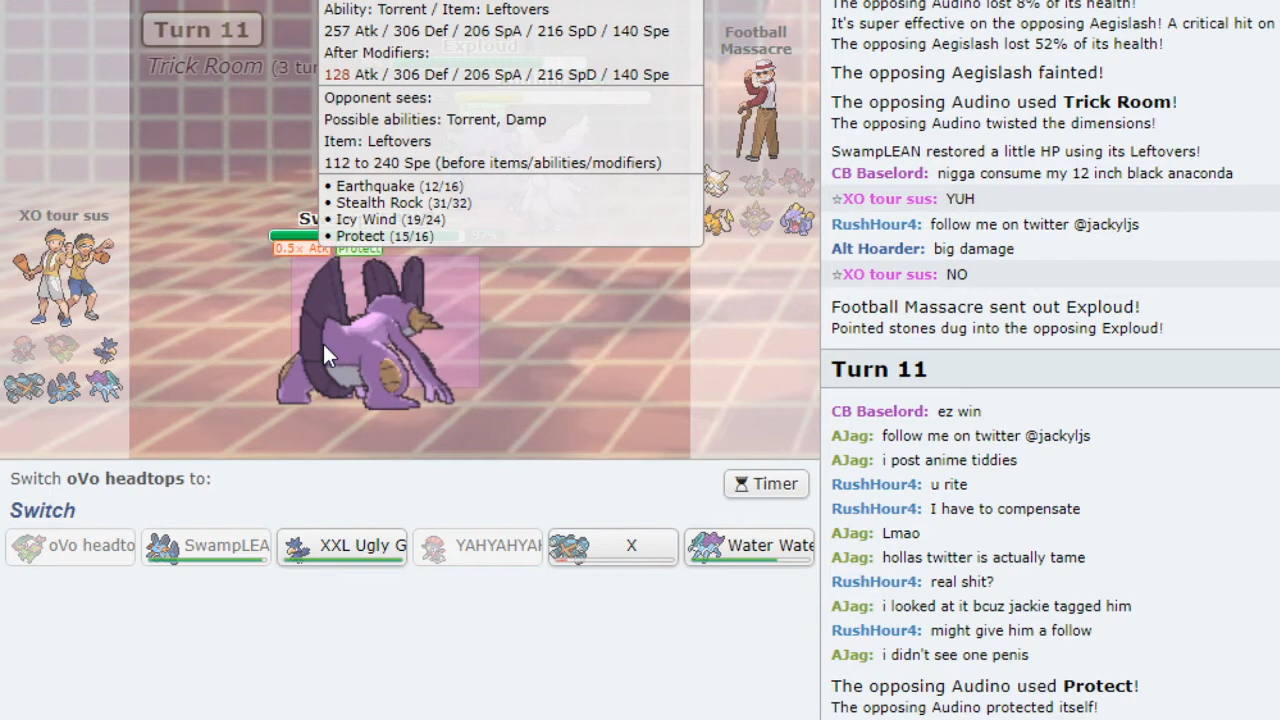 Turn 11
Trick Room (3 tur
Ability: Torrent / Item: Leftovers
257 Atk / 306 Def / 206 SpA / 216 SpD / 140 Spe
After Modifiers:
128 Atk / 306 Def / 206 SpA / 216 SpD / 140 Spe
Opponent sees:
Possible abilities: Torrent, Damp
Item: Leftovers
112 to 240 Spe (before items/abilities/modifiers)
• Earthquake (12/16)
• Stealth Rock (31/32)
• Icy Wind (19/24)
• Protect (15/16)
Exploud
Football
Massacre
XO tour sus
Sw
0.5x Atk Protect
Switch oVo headtops to:
Timer
Switch
oVo headto
SwampLEA
XXL Ugly G
YAHYAHYAH
X
Water Wate
The opposing Audino lost 8% of its health!
It's super effective on the opposing Aegislash! A critical hit on
The opposing Aegislash lost 52% of its health!
The opposing Aegislash fainted!
The opposing Audino used Trick Room!
The opposing Audino twisted the dimensions!
SwampLEAN restored a little HP using its Leftovers!
CB Baselord: nigga consume my 12 inch black anaconda
☆XO tour sus: YUH
RushHour4: follow me on twitter @jackyljs
Alt Hoarder: big damage
☆XO tour sus: NO
Football Massacre sent out Exploud!
Pointed stones dug into the opposing Exploud!
Turn 11
CB Baselord: ez win
AJag: follow me on twitter @jackyljs
AJag: i post anime tiddies
RushHour4: u rite
RushHour4: I have to compensate
AJag: Lmao
AJag: hollas twitter is actually tame
RushHour4: real shit?
AJag: i looked at it bcuz jackie tagged him
RushHour4: might give him a follow
AJag: i didn't see one penis
The opposing Audino used Protect!
The opposing Audino protected itself!